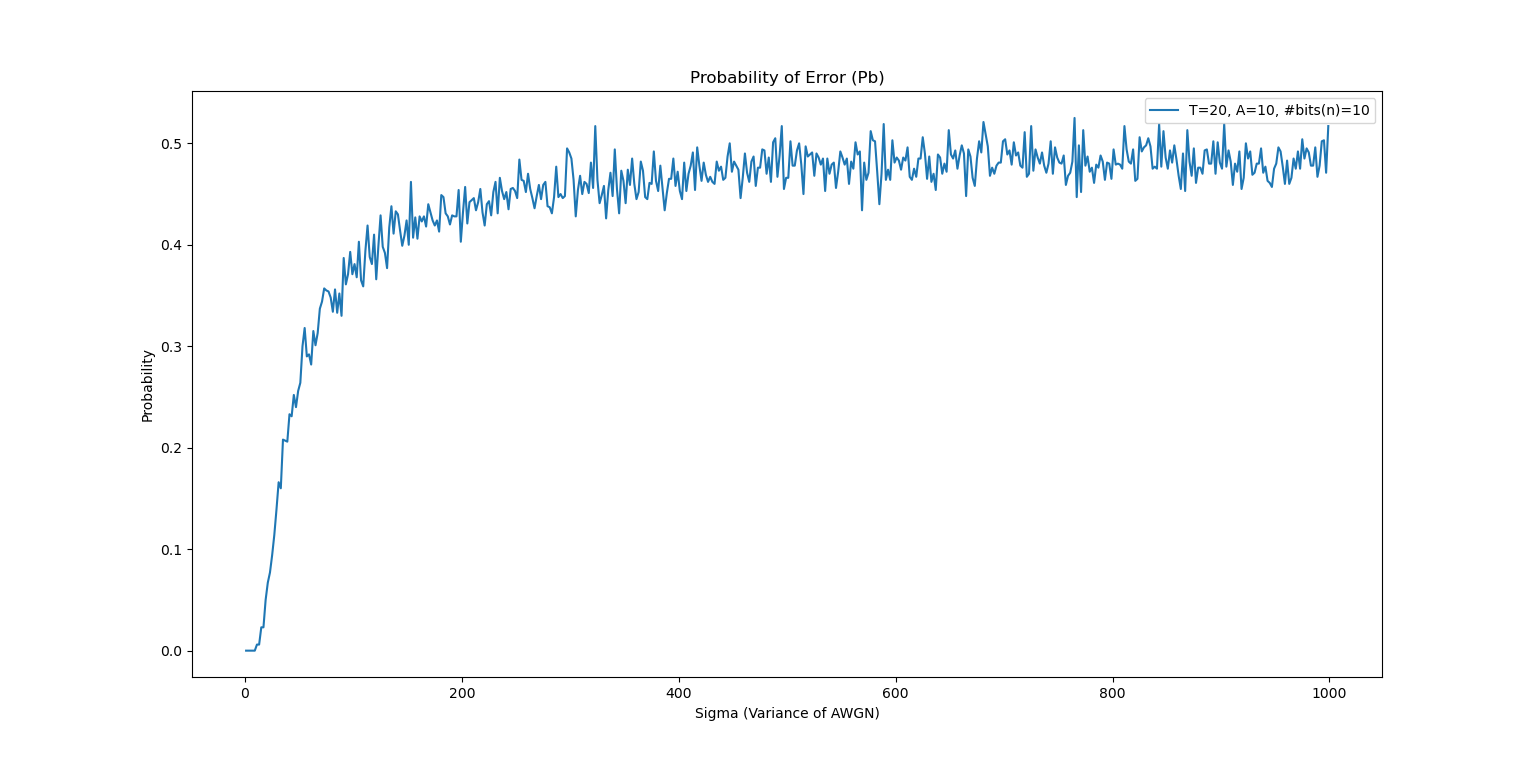 Probability of Error (Pb)
T=20, A=10, #bits(n)=10
0.5
0.4
0.3
0.2
0.1
0.0
Probability
0 200 400 600 800 1000
Sigma (Variance of AWGN)